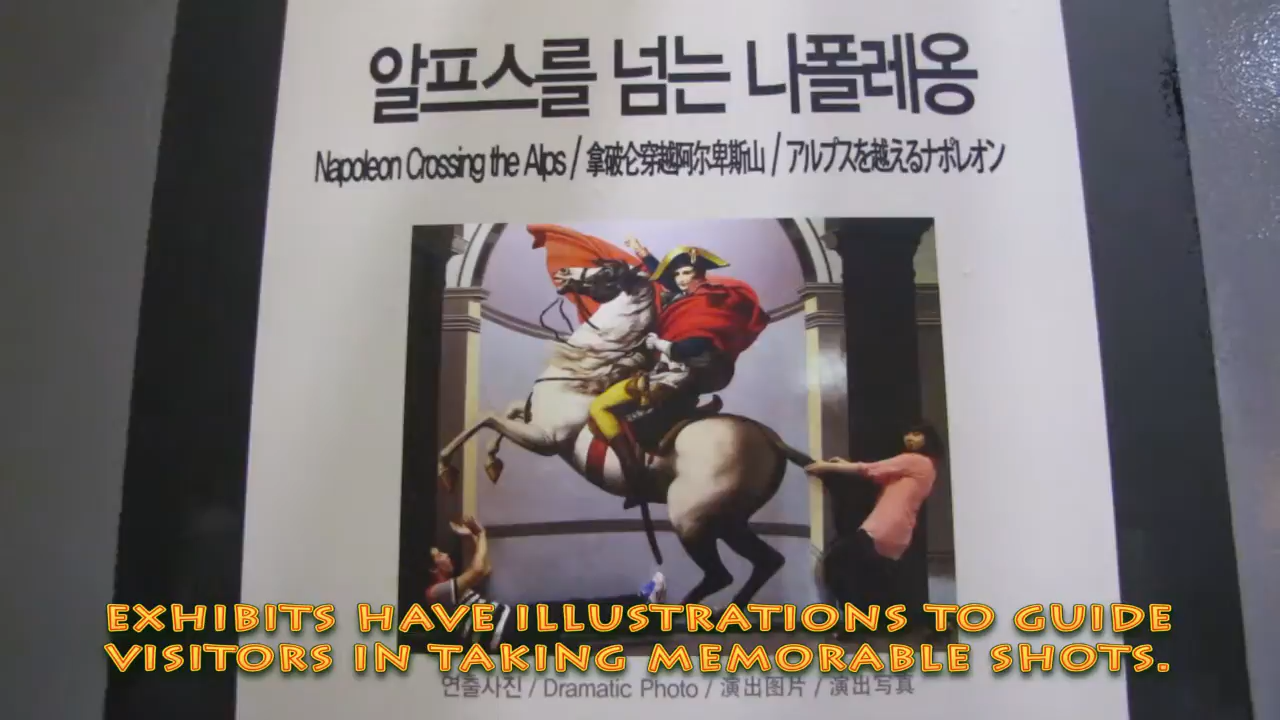 알프스를 넘는 나폴레옹
Napoleon Crossing the Alps / 拿破仑穿越阿尔卑斯山 / アルプスを越えるナポレオン
EXHIBITS HAVE ILLUSTRATIONS TO GUIDE
VISITORS IN TAKING MEMORABLE SHOTS.
연출사진 / Dramatic Photo / 演出图片 / 演出写真